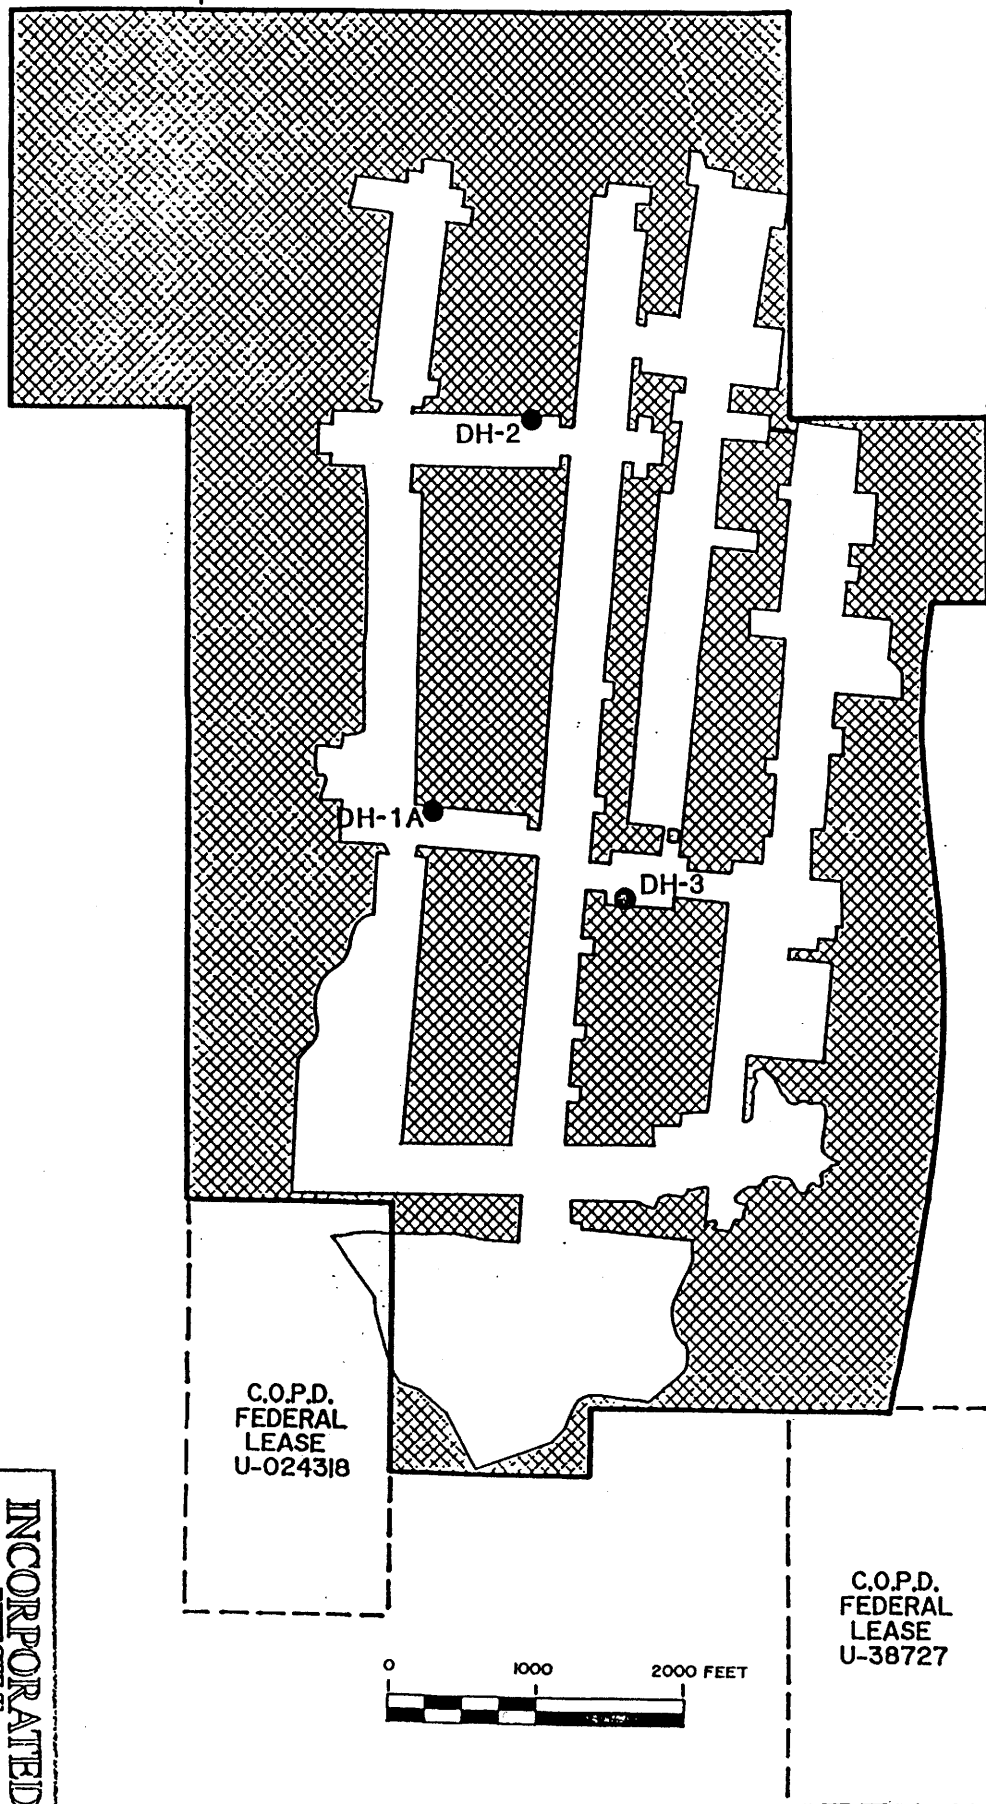 DH-2
DH-1A
DH-3
C.O.P.D.
FEDERAL
LEASE
U-024318
C.O.P.D.
FEDERAL
LEASE
U-38727
0 1000 2000 FEET
INCORPORATED